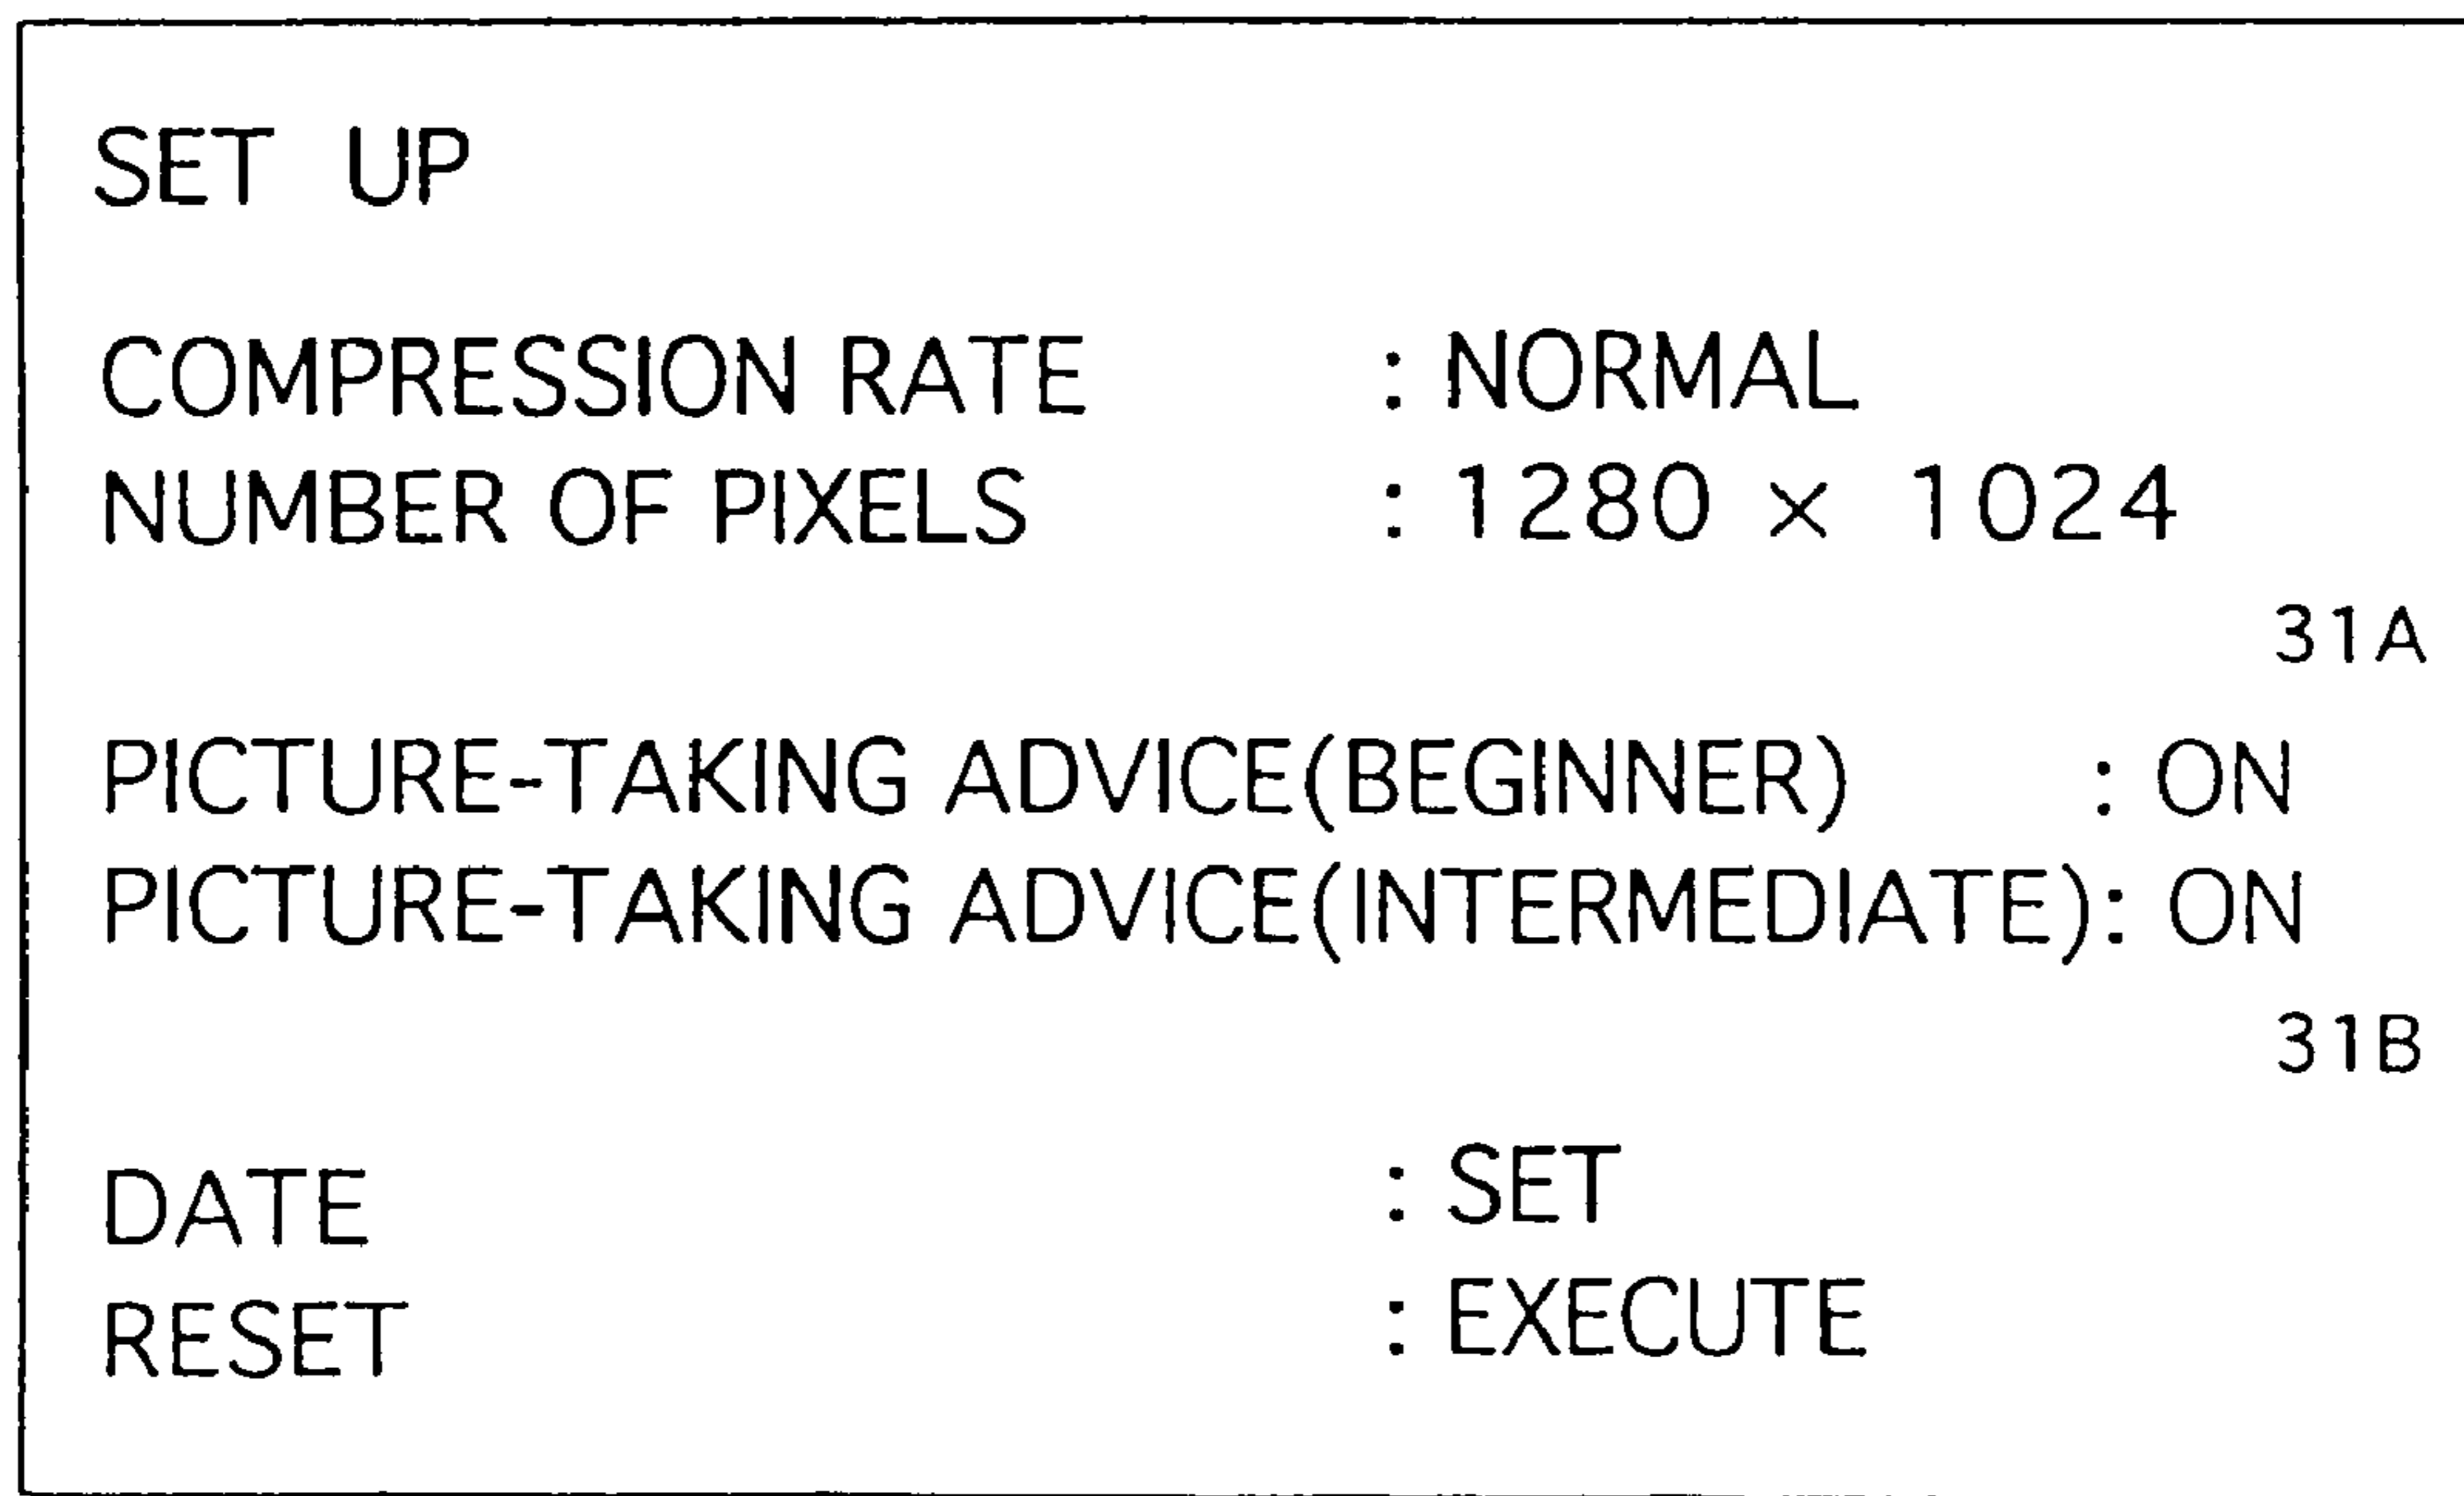 SET UP
COMPRESSION RATE : NORMAL
NUMBER OF PIXELS : 1280 × 1024
31A
PICTURE-TAKING ADVICE(BEGINNER) : ON
PICTURE-TAKING ADVICE(INTERMEDIATE): ON
31B
DATE : SET
RESET : EXECUTE